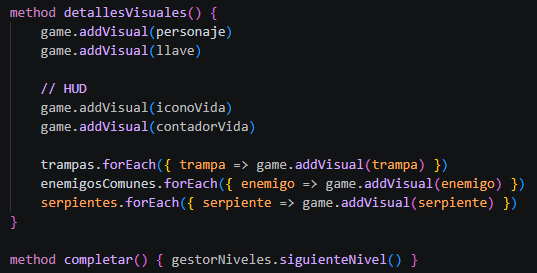 method detallesVisuales() {
game.addVisual(personaje)
game.addVisual(llave)
// HUD
game.addVisual(iconoVida)
game.addVisual(contadorVida)
trampas.forEach({ trampa => game.addVisual(trampa) })
enemigosComunes.forEach({ enemigo => game.addVisual(enemigo) })
serpientes.forEach({ serpiente => game.addVisual(serpiente) })
}
method completar() { gestorNiveles.siguienteNivel() }